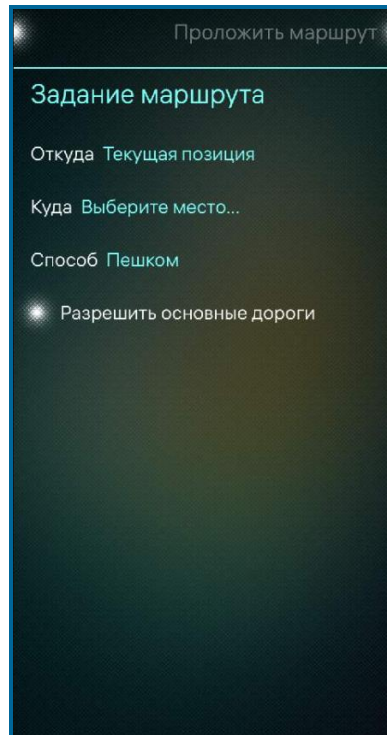 Проложить маршрут
Задание маршрута
Откуда Текущая позиция
Куда Выберите место...
Способ Пешком
Разрешить основные дороги